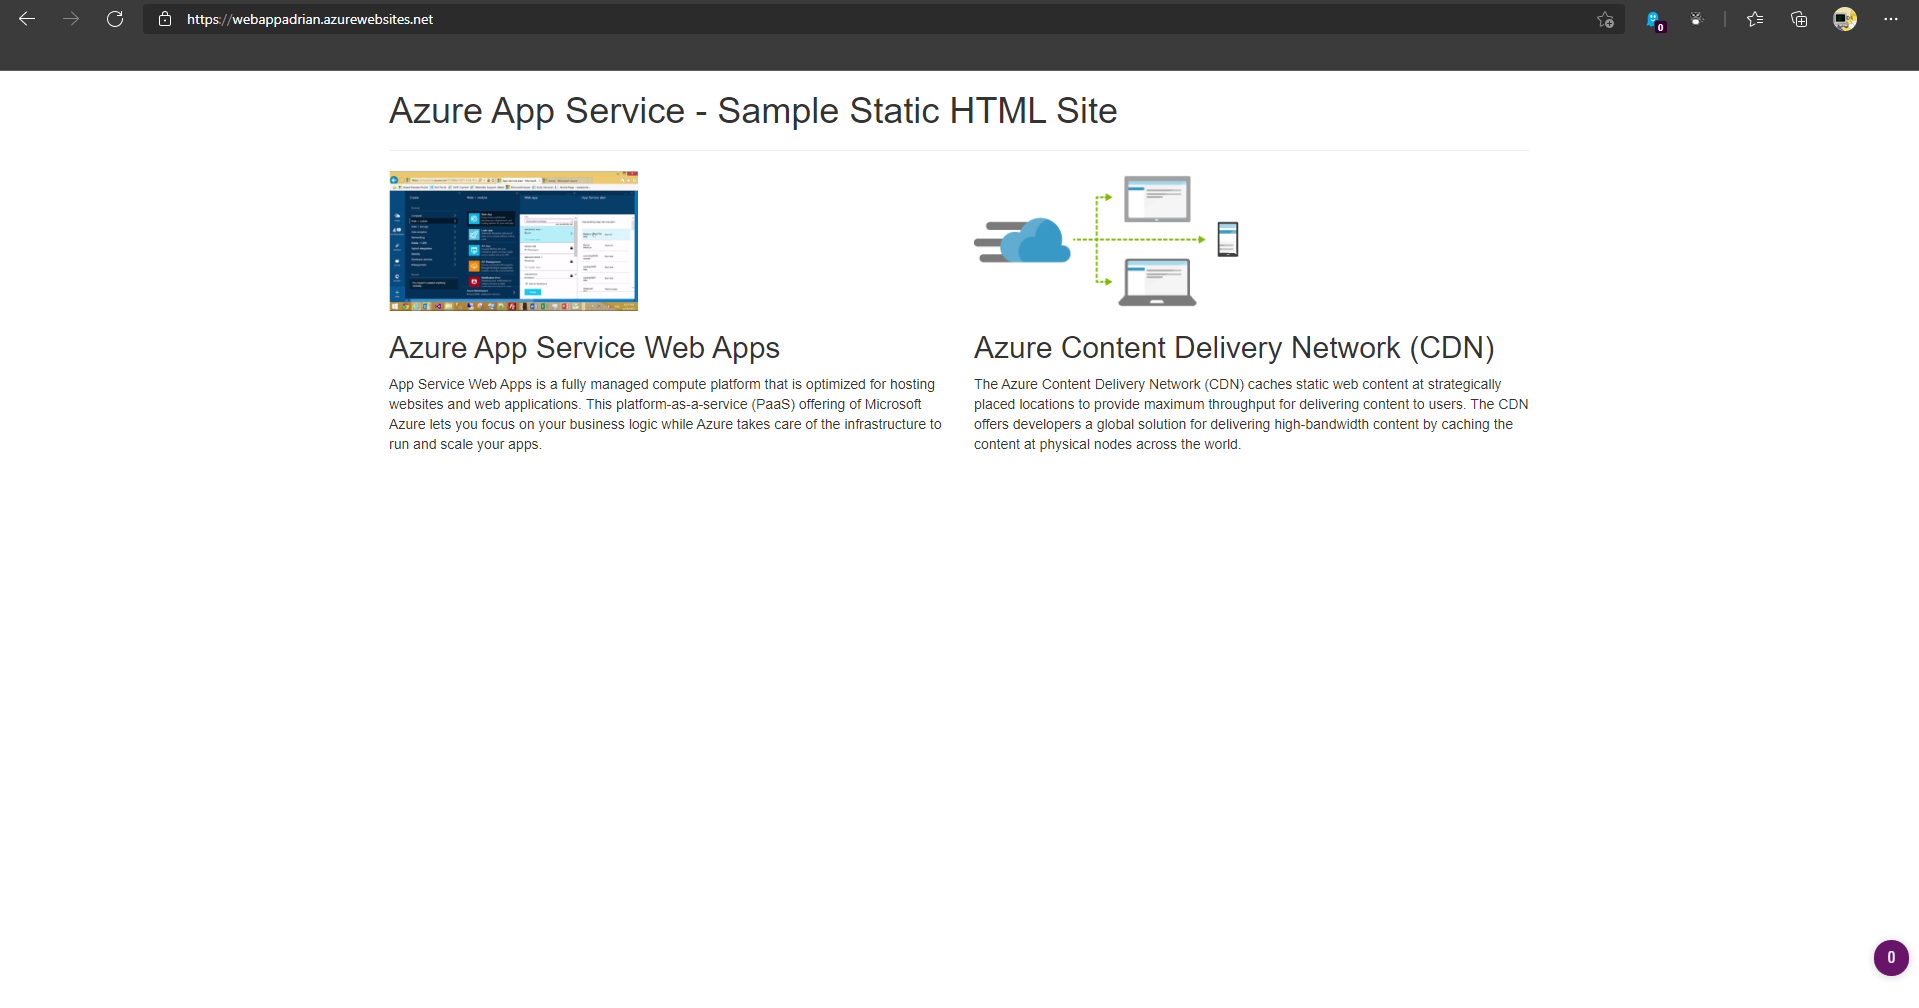 https://webappadrian.azurewebsites.net
0
Azure App Service - Sample Static HTML Site
Azure App Service Web Apps
App Service Web Apps is a fully managed compute platform that is optimized for hosting
websites and web applications. This platform-as-a-service (PaaS) offering of Microsoft
Azure lets you focus on your business logic while Azure takes care of the infrastructure to
run and scale your apps.
Azure Content Delivery Network (CDN)
The Azure Content Delivery Network (CDN) caches static web content at strategically
placed locations to provide maximum throughput for delivering content to users. The CDN
offers developers a global solution for delivering high-bandwidth content by caching the
content at physical nodes across the world.
0